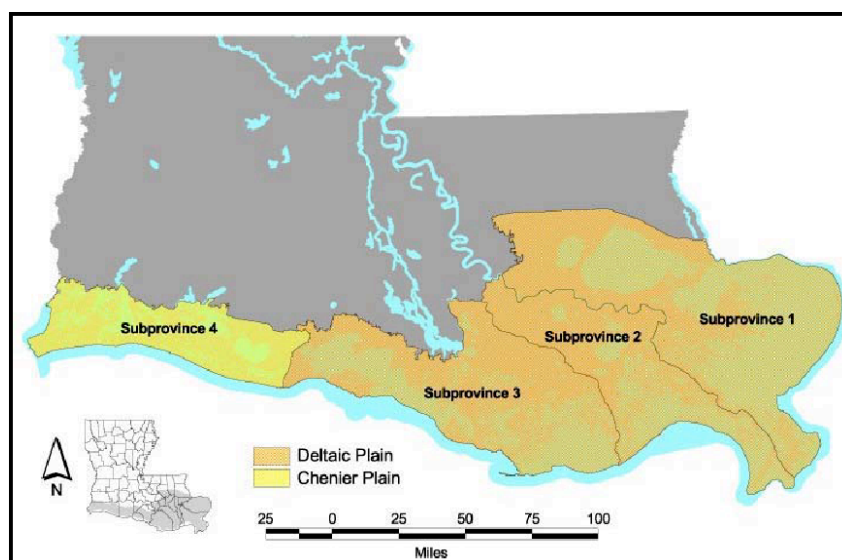 Subprovince 1
Subprovince 4
Subprovince 2
Subprovince 3
Deltaic Plain
Chenier Plain
N
25 0 25 50 75 100
Miles